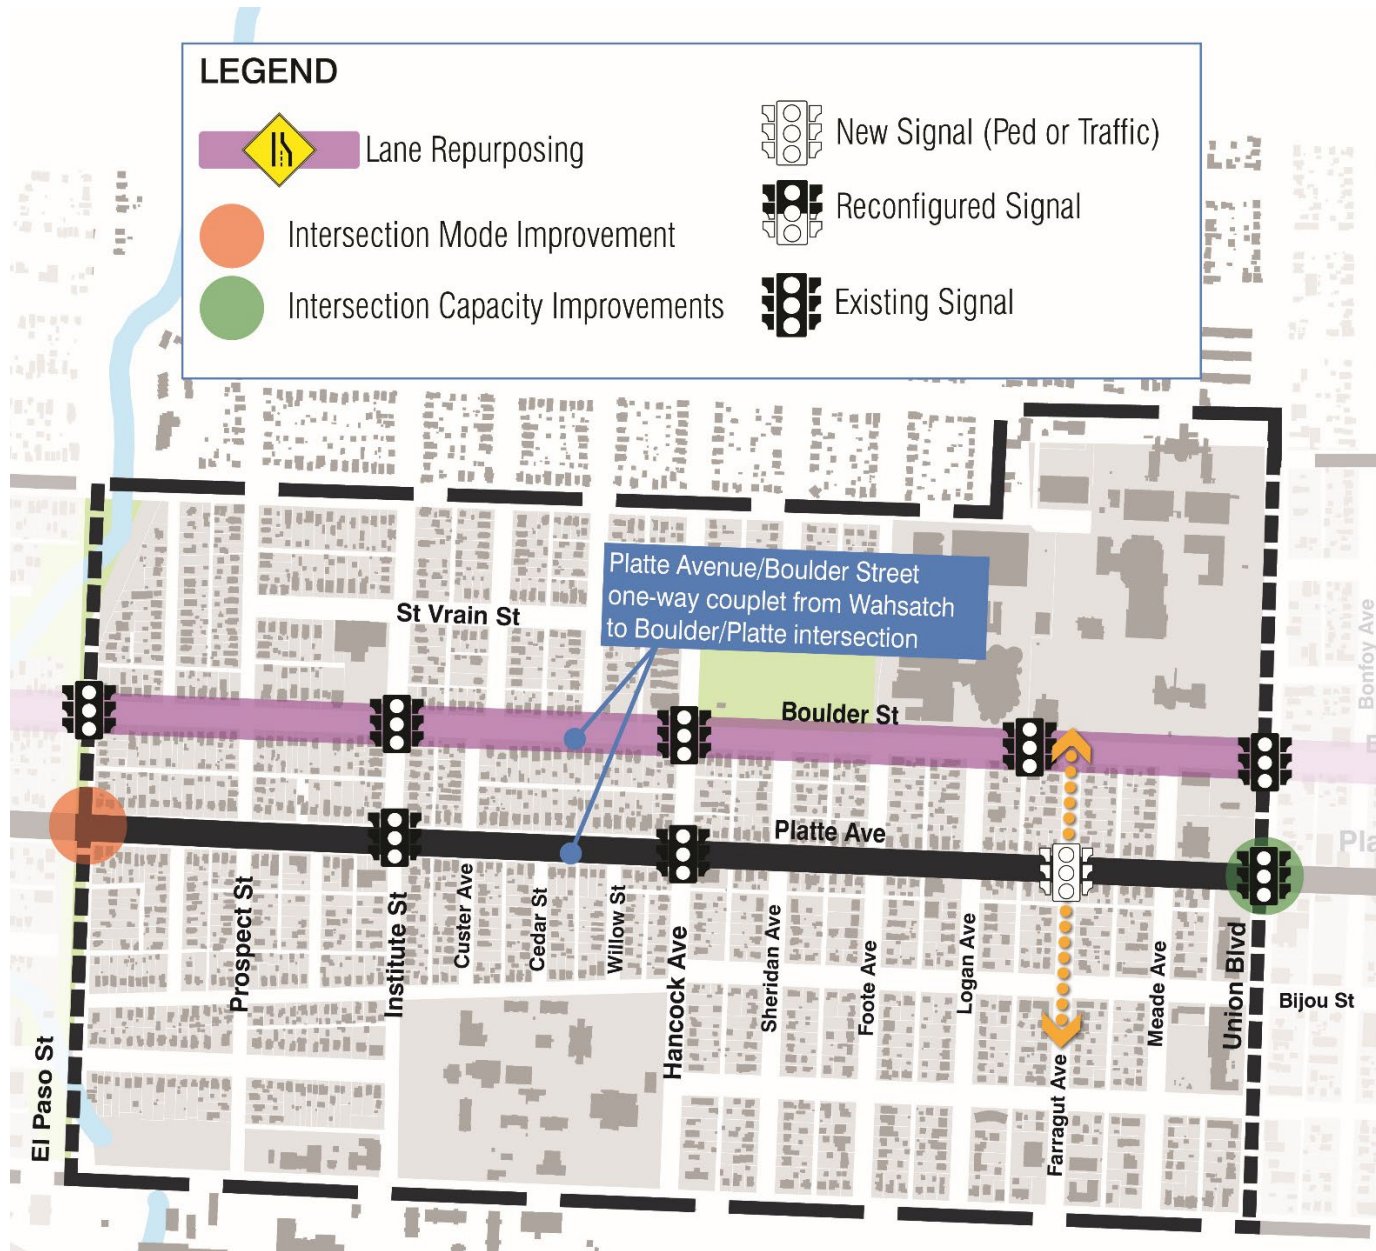 LEGEND
Lane Repurposing
Intersection Mode Improvement
Intersection Capacity Improvements
New Signal (Ped or Traffic)
Reconfigured Signal
Existing Signal
Platte Avenue/Boulder Street
one-way couplet from Wahsatch
to Boulder/Platte intersection
St Vrain St
Boulder St
Platte Ave
Bonfoy Ave
Pla
El Paso St
Prospect St
Institute St
Custer Ave
Cedar St
Willow St
Hancock Ave
Sheridan Ave
Foote Ave
Logan Ave
Farragut Ave
Meade Ave
Union Blvd
Bijou St